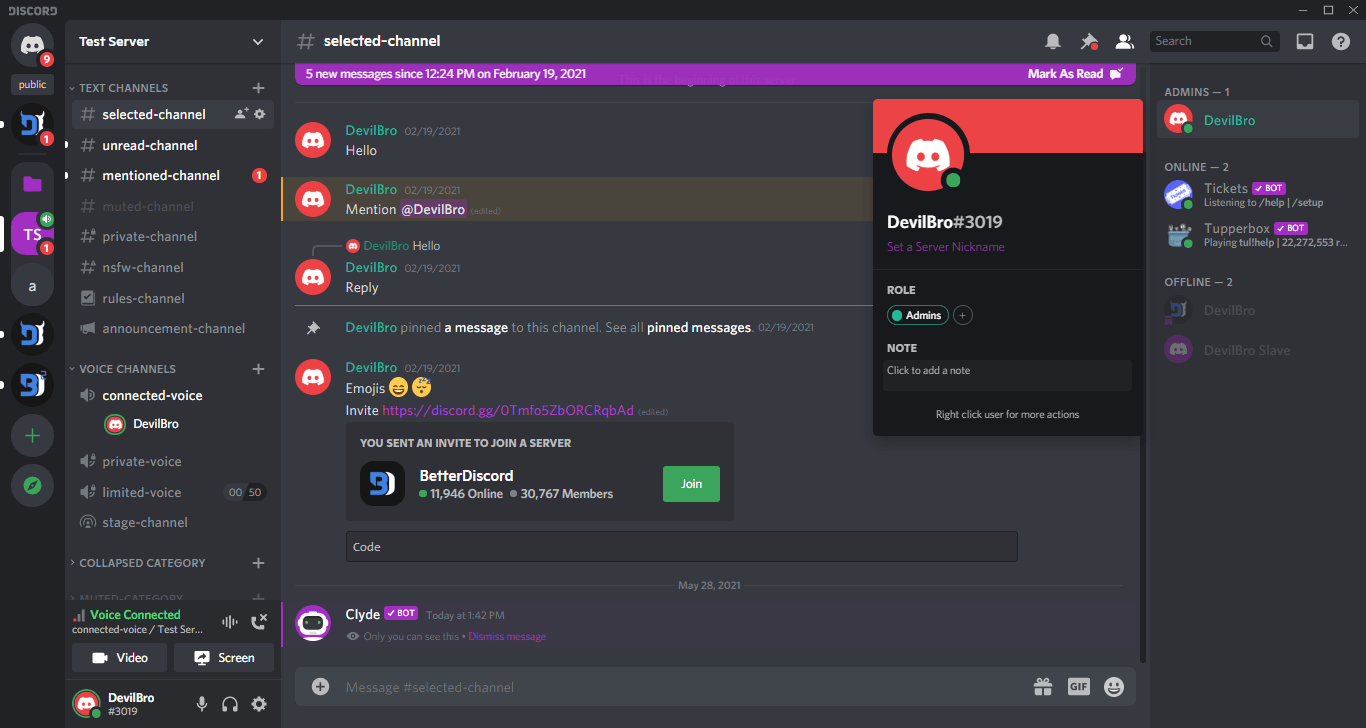 DISCORD
9
public
1
TS
1
a
Test Server
TEXT CHANNELS
selected-channel
unread-channel
mentioned-channel 1
muted-channel
private-channel
nsfw-channel
rules-channel
announcement-channel
VOICE CHANNELS
connected-voice
DevilBro
private-voice
limited-voice 00 50
stage-channel
COLLAPSED CATEGORY
MUTED-CATEGORY
Voice Connected
connected-voice / Test Ser...
Video Screen
DevilBro
#3019
selected-channel
Search
5 new messages since 12:24 PM on February 19, 2021 Mark As Read
DevilBro 02/19/2021
Hello
DevilBro 02/19/2021
Mention @DevilBro (edited)
DevilBro Hello
DevilBro 02/19/2021
Reply
DevilBro pinned a message to this channel. See all pinned messages. 02/19/2021
DevilBro 02/19/2021
Emojis 😄 😴
Invite https://discord.gg/0Tmfo5ZbORCRqbAd (edited)
YOU SENT AN INVITE TO JOIN A SERVER
BetterDiscord
11,946 Online 30,767 Members
Join
Code
May 28, 2021
Clyde BOT Today at 1:42 PM
Only you can see this • Dismiss message
Message #selected-channel
GIF
DevilBro#3019
Set a Server Nickname
ROLE
Admins
NOTE
Click to add a note
Right click user for more actions
ADMINS — 1
DevilBro
ONLINE — 2
Tickets BOT
Listening to /help | /setup
Tupperbox BOT
Playing tul!help | 22,272,553 r...
OFFLINE — 2
DevilBro
DevilBro Slave